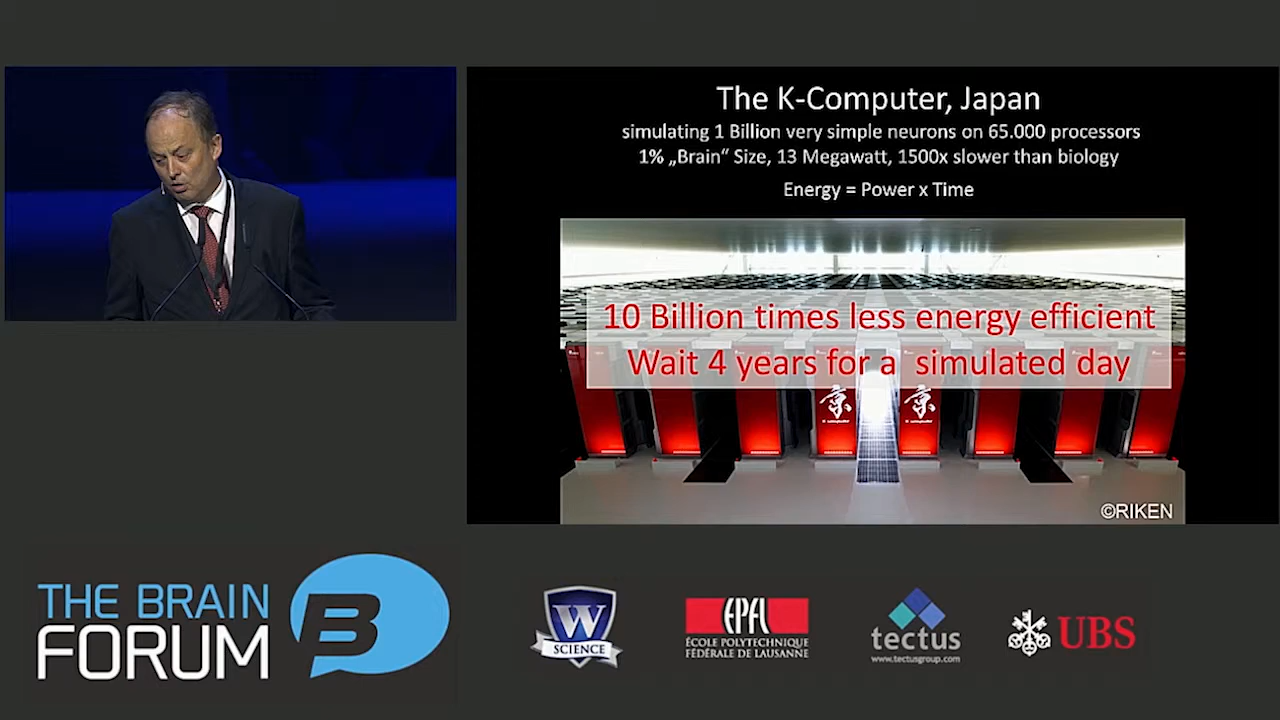 The K-Computer, Japan
simulating 1 Billion very simple neurons on 65.000 processors
1% „Brain“ Size, 13 Megawatt, 1500x slower than biology
Energy = Power x Time
10 Billion times less energy efficient
Wait 4 years for a simulated day
京 京
©RIKEN
THE BRAIN
FORUM
B
W
SCIENCE
EPFL
ÉCOLE POLYTECHNIQUE
FÉDÉRALE DE LAUSANNE
tectus
www.tectusgroup.com
UBS